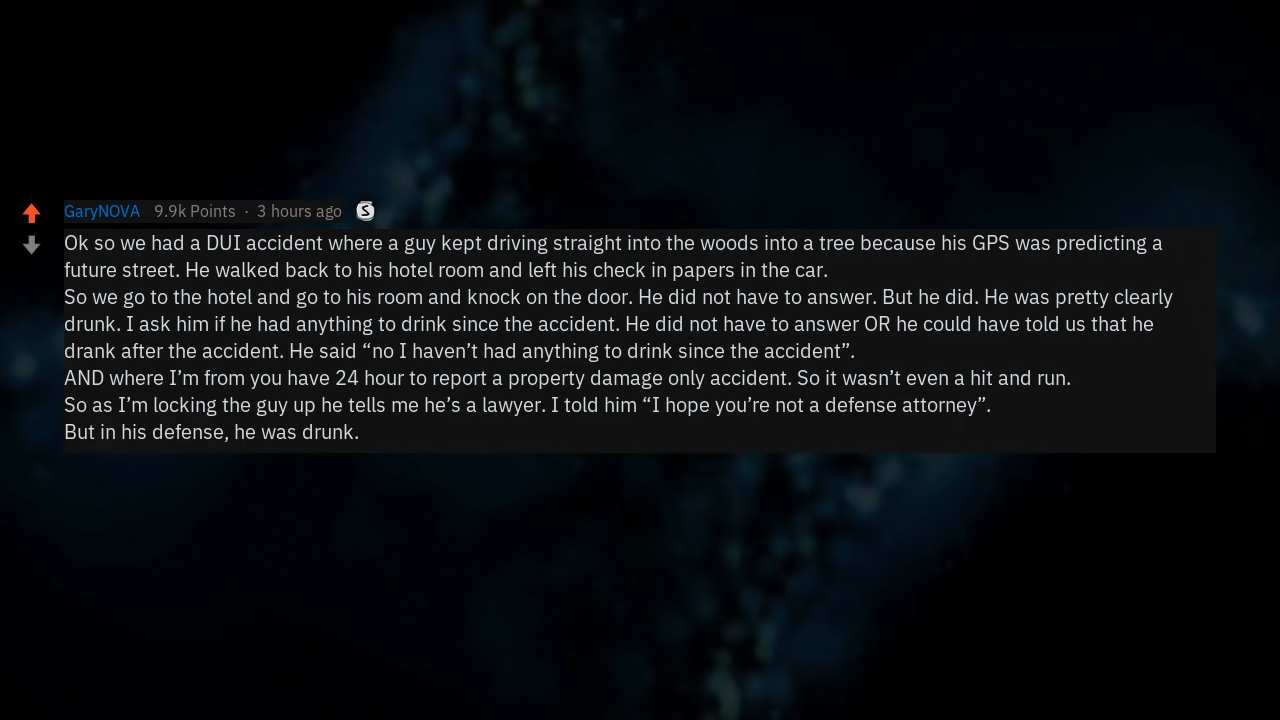 GaryNOVA 9.9k Points · 3 hours ago
Ok so we had a DUI accident where a guy kept driving straight into the woods into a tree because his GPS was predicting a
future street. He walked back to his hotel room and left his check in papers in the car.
So we go to the hotel and go to his room and knock on the door. He did not have to answer. But he did. He was pretty clearly
drunk. I ask him if he had anything to drink since the accident. He did not have to answer OR he could have told us that he
drank after the accident. He said “no I haven’t had anything to drink since the accident”.
AND where I’m from you have 24 hour to report a property damage only accident. So it wasn’t even a hit and run.
So as I’m locking the guy up he tells me he’s a lawyer. I told him “I hope you’re not a defense attorney”.
But in his defense, he was drunk.